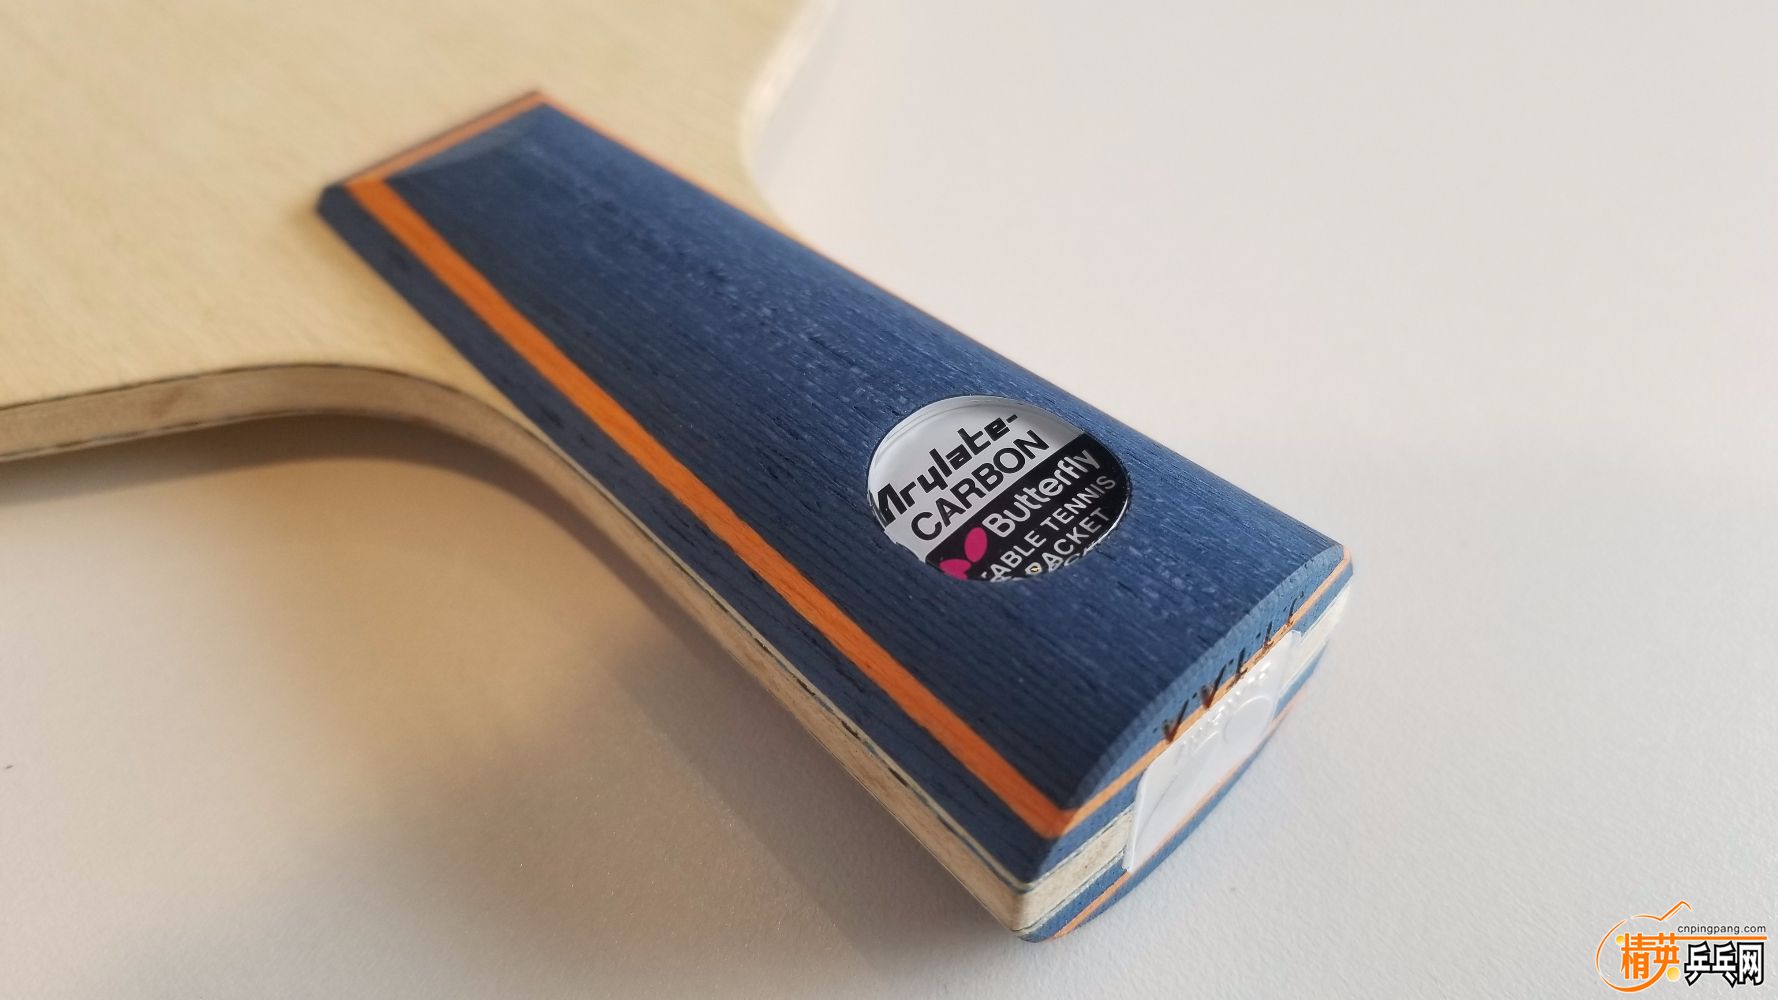 Arylate-
CARBON
Butterfly
TABLE TENNIS
RACKET
cnpingpang.com
精英乒乓网